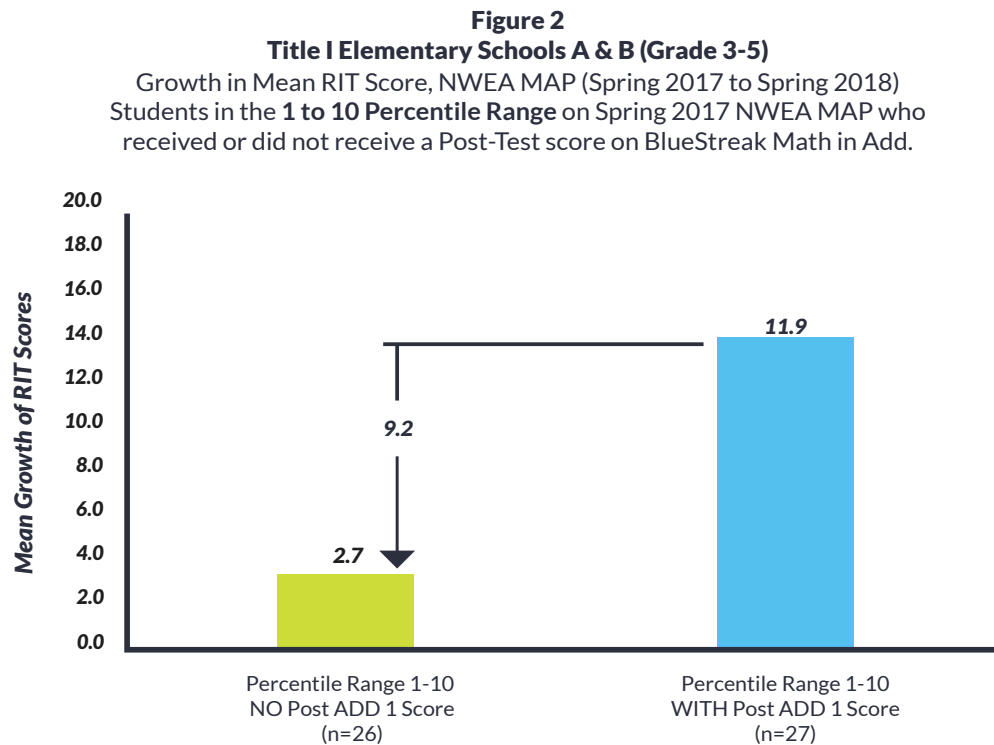 Figure 2
Title I Elementary Schools A & B (Grade 3-5)
Growth in Mean RIT Score, NWEA MAP (Spring 2017 to Spring 2018)
Students in the 1 to 10 Percentile Range on Spring 2017 NWEA MAP who
received or did not receive a Post-Test score on BlueStreak Math in Add.
Mean Growth of RIT Scores
20.0
18.0
16.0
14.0
12.0
10.0
8.0
6.0
4.0
2.0
0.0
11.9
9.2
2.7
Percentile Range 1-10
NO Post ADD 1 Score
(n=26)
Percentile Range 1-10
WITH Post ADD 1 Score
(n=27)